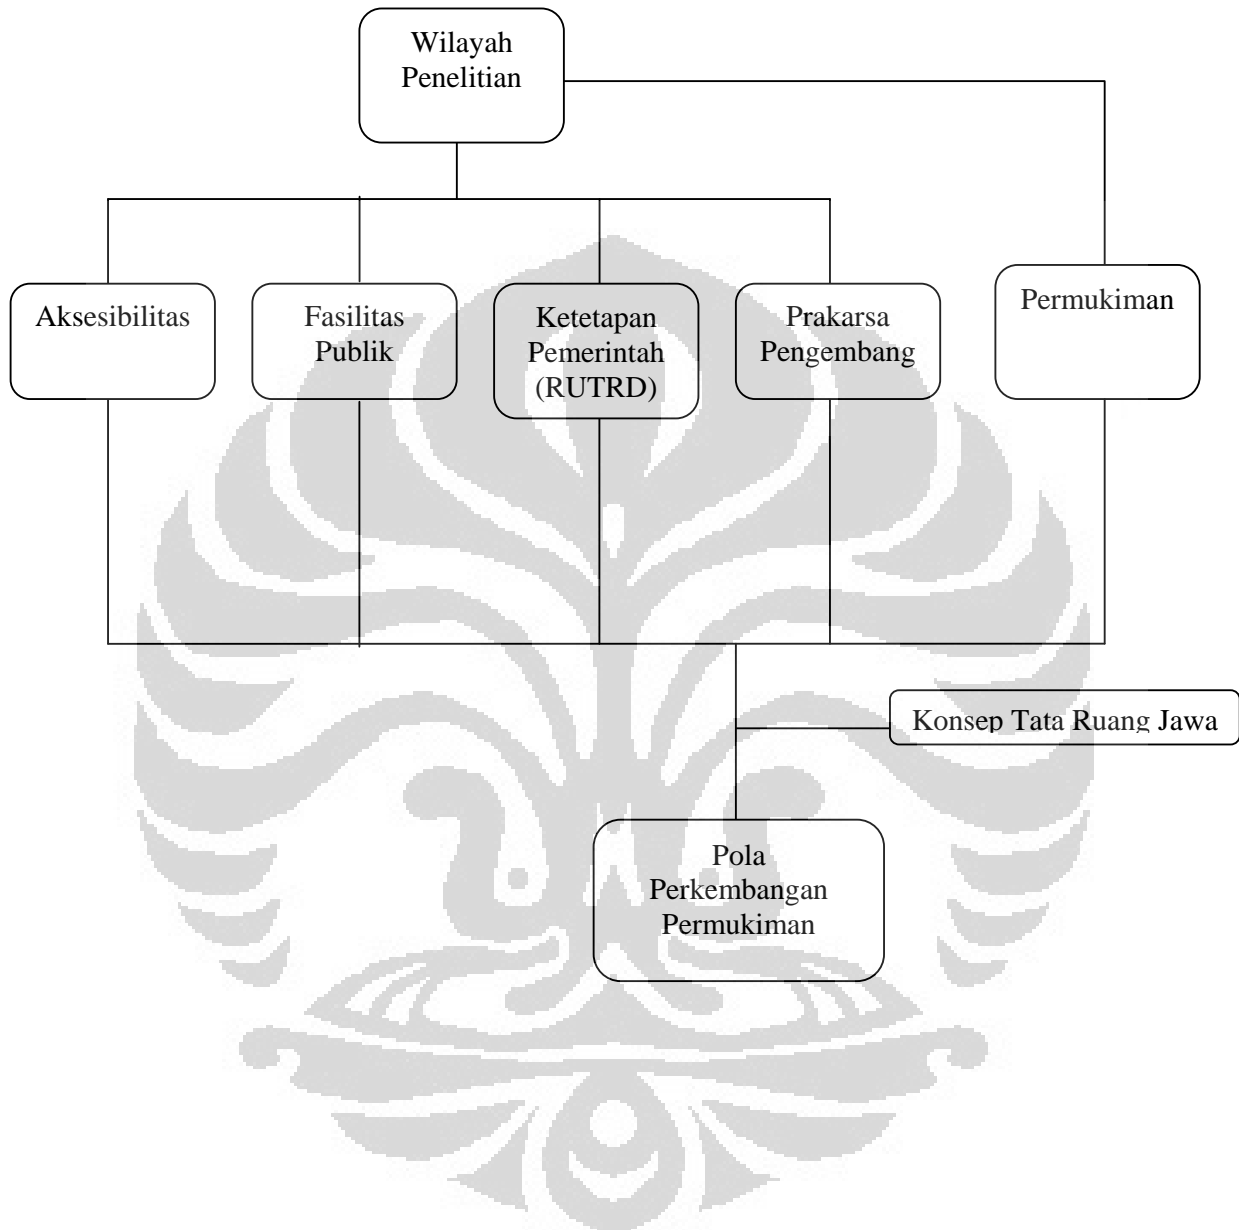 Wilayah
Penelitian
Aksesibilitas
Fasilitas
Publik
Ketetapan
Pemerintah
(RUTRD)
Prakarsa
Pengembang
Permukiman
Konsep Tata Ruang Jawa
Pola
Perkembangan
Permukiman